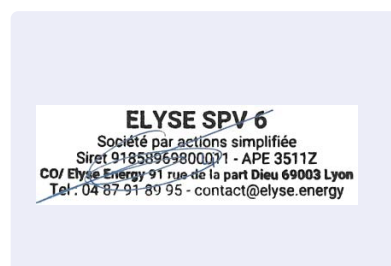 ELYSE SPV 6
Société par actions simplifiée
Siret 91858969800011 - APE 3511Z
CO/ Elyse Energy 91 rue de la part Dieu 69003 Lyon
Tel : 04 87 91 89 95 - contact@elyse.energy